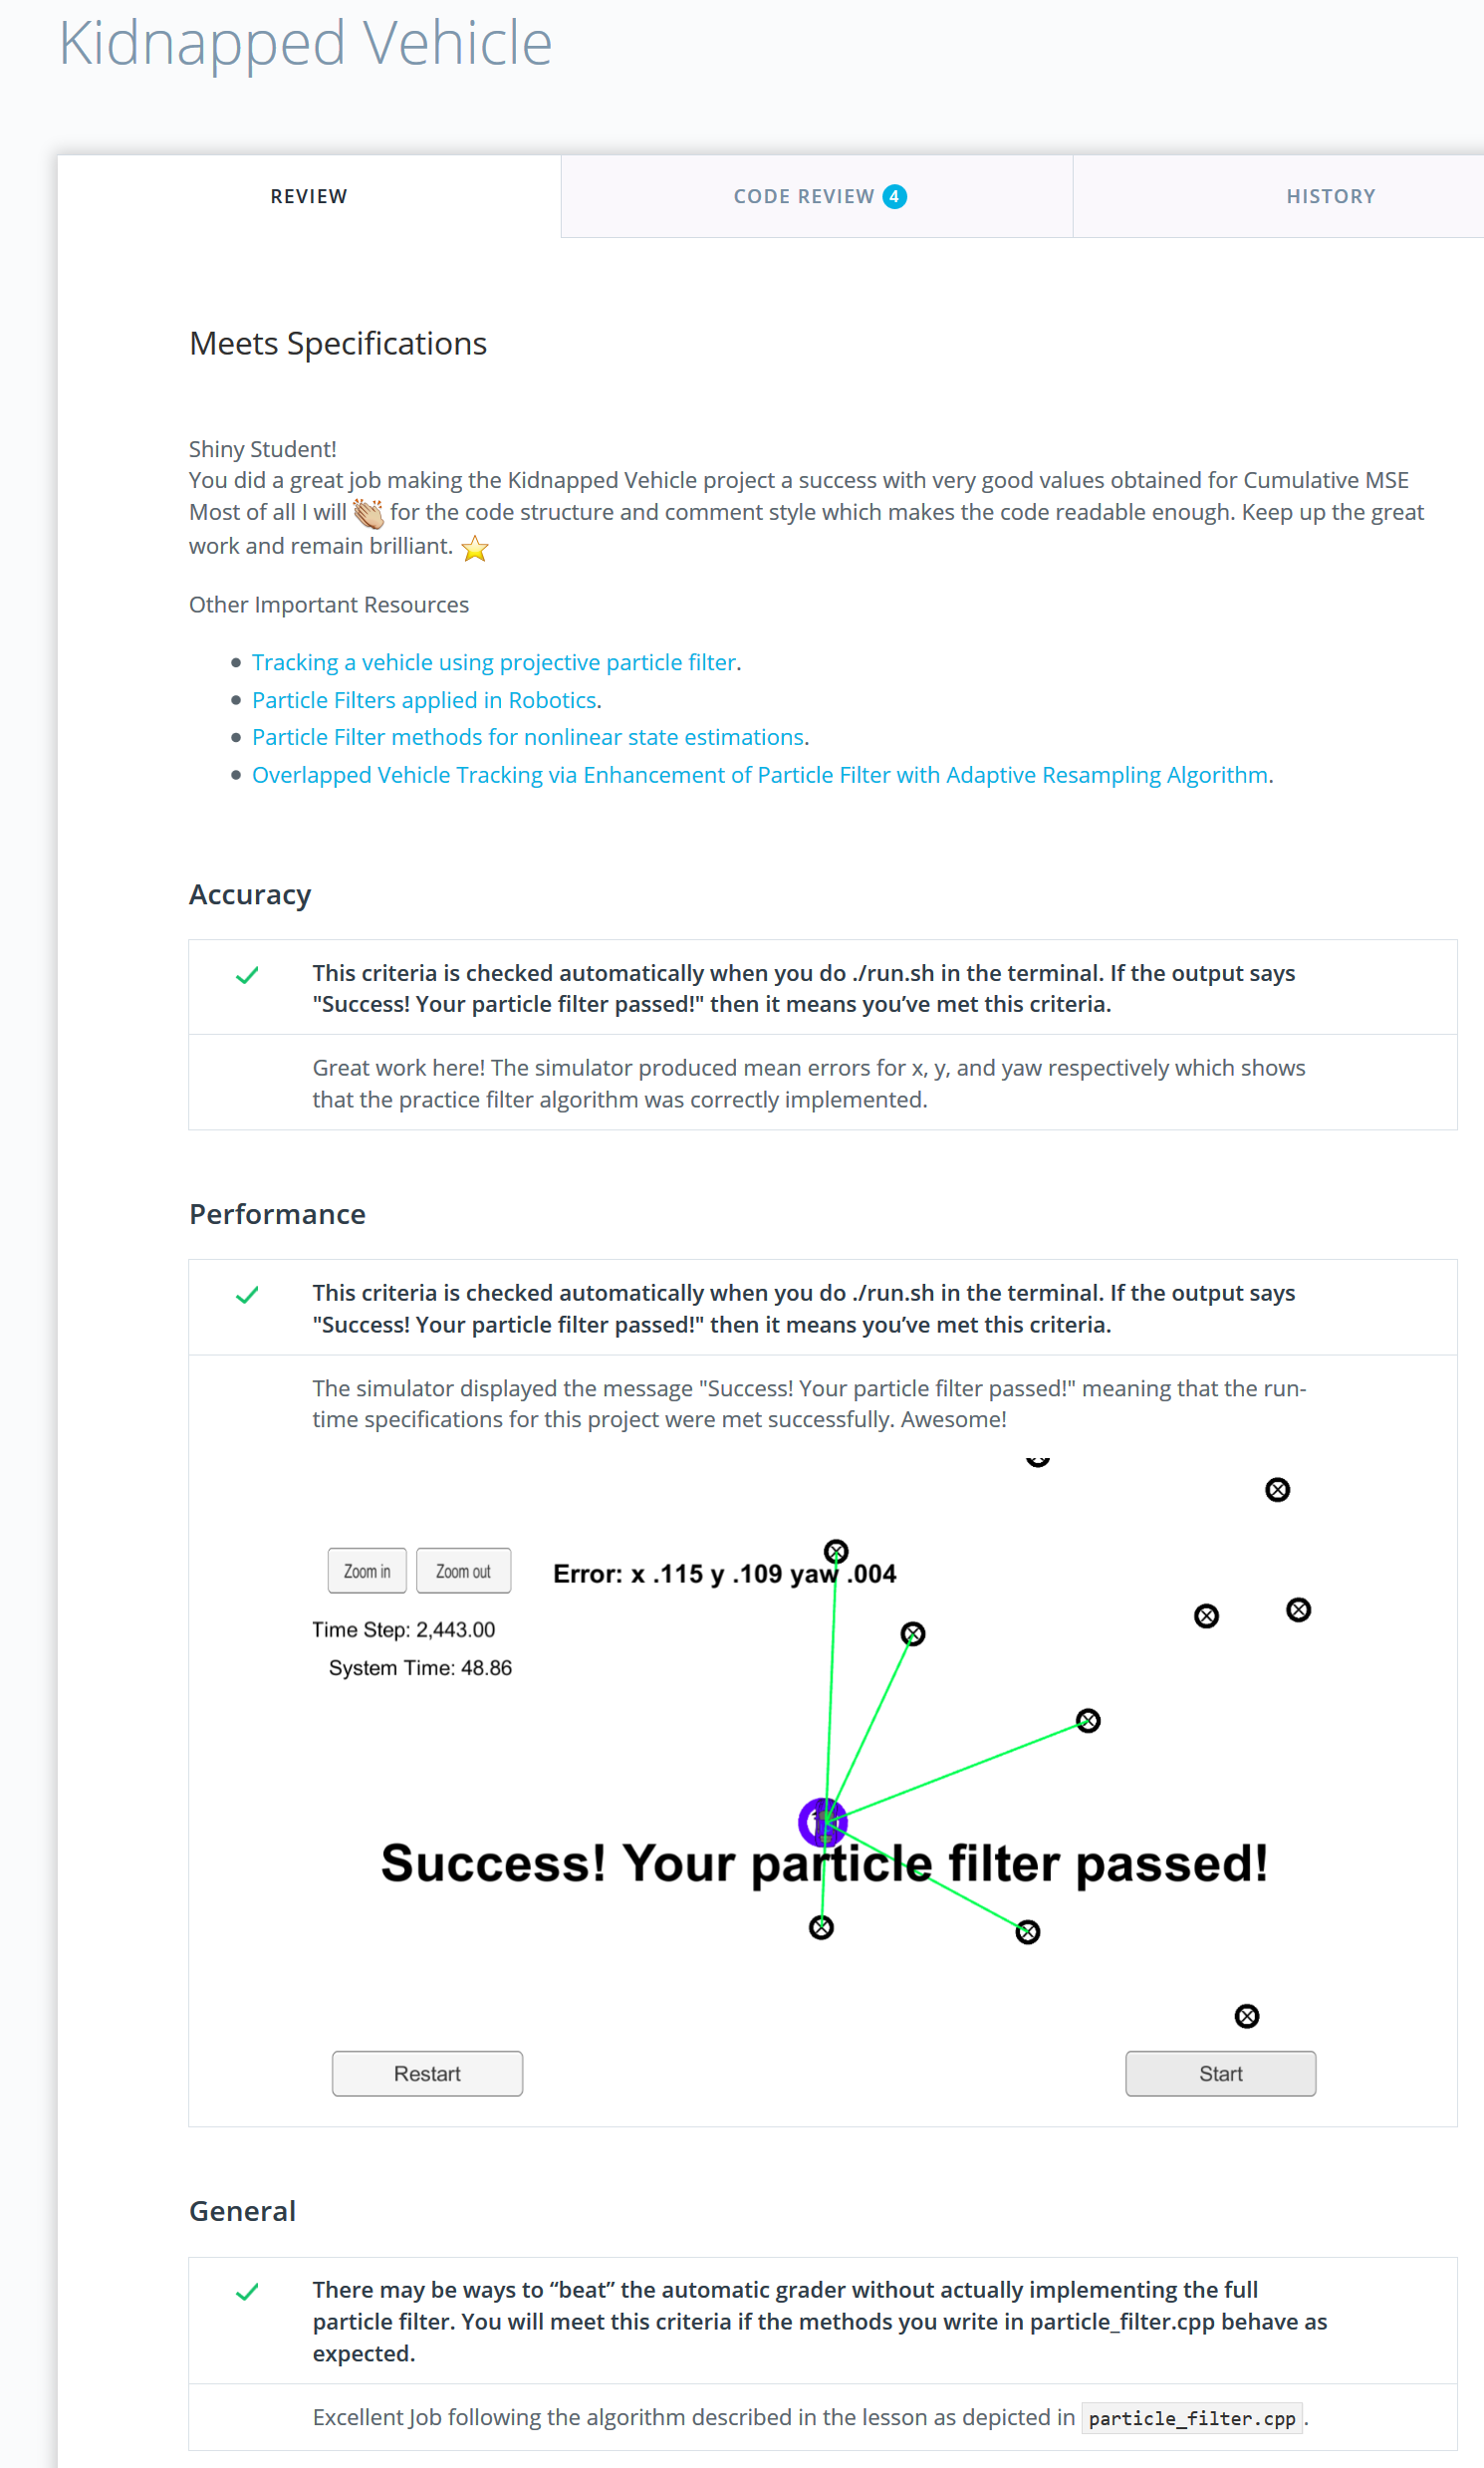 Kidnapped Vehicle
REVIEW
CODE REVIEW 4
HISTORY
Meets Specifications
Shiny Student!
You did a great job making the Kidnapped Vehicle project a success with very good values obtained for Cumulative MSE
Most of all I will 👏 for the code structure and comment style which makes the code readable enough. Keep up the great
work and remain brilliant. ⭐
Other Important Resources
• Tracking a vehicle using projective particle filter.
• Particle Filters applied in Robotics.
• Particle Filter methods for nonlinear state estimations.
• Overlapped Vehicle Tracking via Enhancement of Particle Filter with Adaptive Resampling Algorithm.
Accuracy
This criteria is checked automatically when you do ./run.sh in the terminal. If the output says
"Success! Your particle filter passed!" then it means you’ve met this criteria.
Great work here! The simulator produced mean errors for x, y, and yaw respectively which shows
that the practice filter algorithm was correctly implemented.
Performance
This criteria is checked automatically when you do ./run.sh in the terminal. If the output says
"Success! Your particle filter passed!" then it means you’ve met this criteria.
The simulator displayed the message "Success! Your particle filter passed!" meaning that the run-
time specifications for this project were met successfully. Awesome!
Zoom in
Zoom out
Error: x .115 y .109 yaw .004
Time Step: 2,443.00
System Time: 48.86
Success! Your particle filter passed!
Restart
Start
General
There may be ways to “beat” the automatic grader without actually implementing the full
particle filter. You will meet this criteria if the methods you write in particle_filter.cpp behave as
expected.
Excellent Job following the algorithm described in the lesson as depicted in particle_filter.cpp .